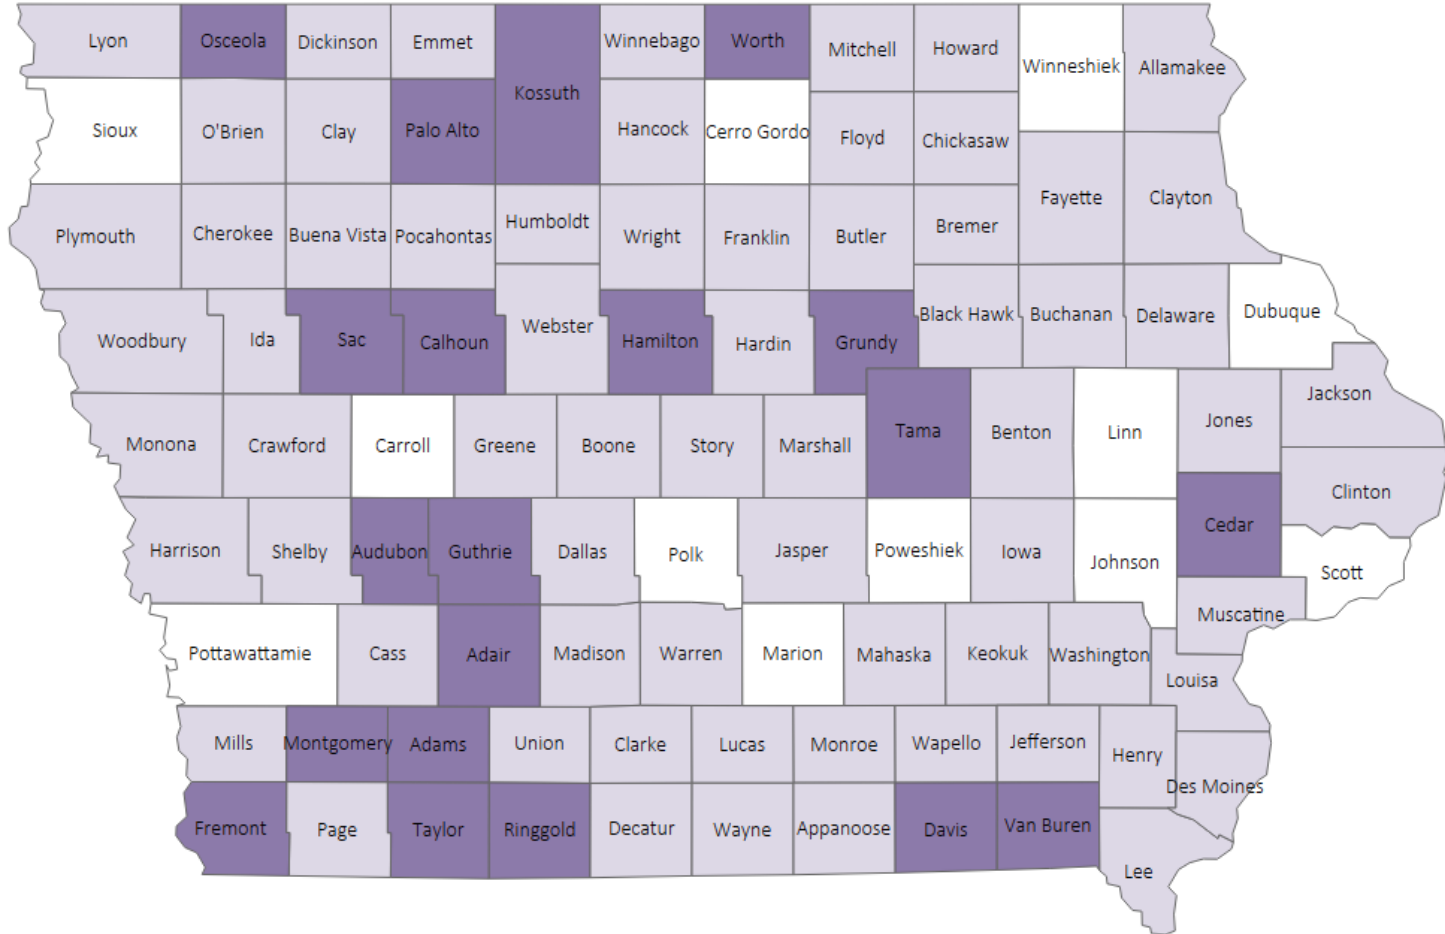 Lyon
Osceola
Dickinson
Emmet
Kossuth
Winnebago
Worth
Mitchell
Howard
Winneshiek
Allamakee
Sioux
O'Brien
Clay
Palo Alto
Hancock
Cerro Gordo
Floyd
Chickasaw
Fayette
Clayton
Plymouth
Cherokee
Buena Vista
Pocahontas
Humboldt
Wright
Franklin
Butler
Bremer
Woodbury
Ida
Sac
Calhoun
Webster
Hamilton
Hardin
Grundy
Black Hawk
Buchanan
Delaware
Dubuque
Monona
Crawford
Carroll
Greene
Boone
Story
Marshall
Tama
Benton
Linn
Jones
Jackson
Clinton
Harrison
Shelby
Audubon
Guthrie
Dallas
Polk
Jasper
Poweshiek
Iowa
Johnson
Cedar
Scott
Muscatine
Pottawattamie
Cass
Adair
Madison
Warren
Marion
Mahaska
Keokuk
Washington
Louisa
Mills
Montgomery
Adams
Union
Clarke
Lucas
Monroe
Wapello
Jefferson
Henry
Des Moines
Fremont
Page
Taylor
Ringgold
Decatur
Wayne
Appanoose
Davis
Van Buren
Lee